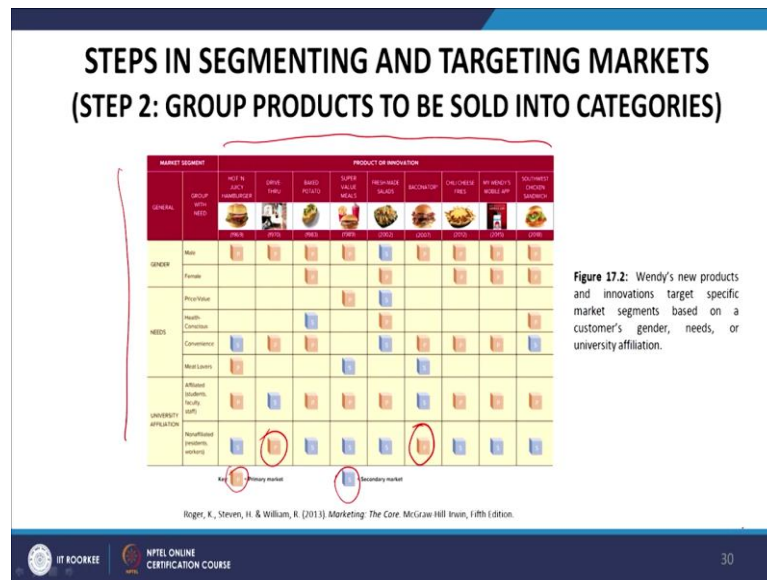 STEPS IN SEGMENTING AND TARGETING MARKETS
(STEP 2: GROUP PRODUCTS TO BE SOLD INTO CATEGORIES)
MARKET SEGMENT
PRODUCT OR INNOVATION
GENERAL
GROUP
WITH
NEED
HOT 'N
JUICY
HAMBURGER
(1969)
DRIVE
THRU
(1970)
BAKED
POTATO
(1983)
SUPER
VALUE
MEALS
(1989)
FRESH-MADE
SALADS
(2002)
BACONATOR
(2007)
CHILI CHEESE
FRIES
(2012)
MY WENDY'S
MOBILE APP
SOUTHWEST
CHICKEN
SANDWICH
(2018)
GENDER
Male
P P P P S P P P P
Female
P P P P P
NEEDS
Price/Value
P S
Health-
Conscious
S P P
Convenience
S P P S S P P P S
Meat Lovers
P S S
UNIVERSITY
AFFILIATION
Affiliated
(students,
faculty,
staff)
P S P P P S P P P
Nonaffiliated
(residents,
workers)
S P S S S P S S S
Key P = Primary market
S = Secondary market
Figure 17.2: Wendy's new products
and innovations target specific
market segments based on a
customer's gender, needs, or
university affiliation.
Roger, K., Steven, H. & William, R. (2013). Marketing: The Core. McGraw-Hill Irwin, Fifth Edition.
IIT ROORKEE
NPTEL ONLINE
CERTIFICATION COURSE
30